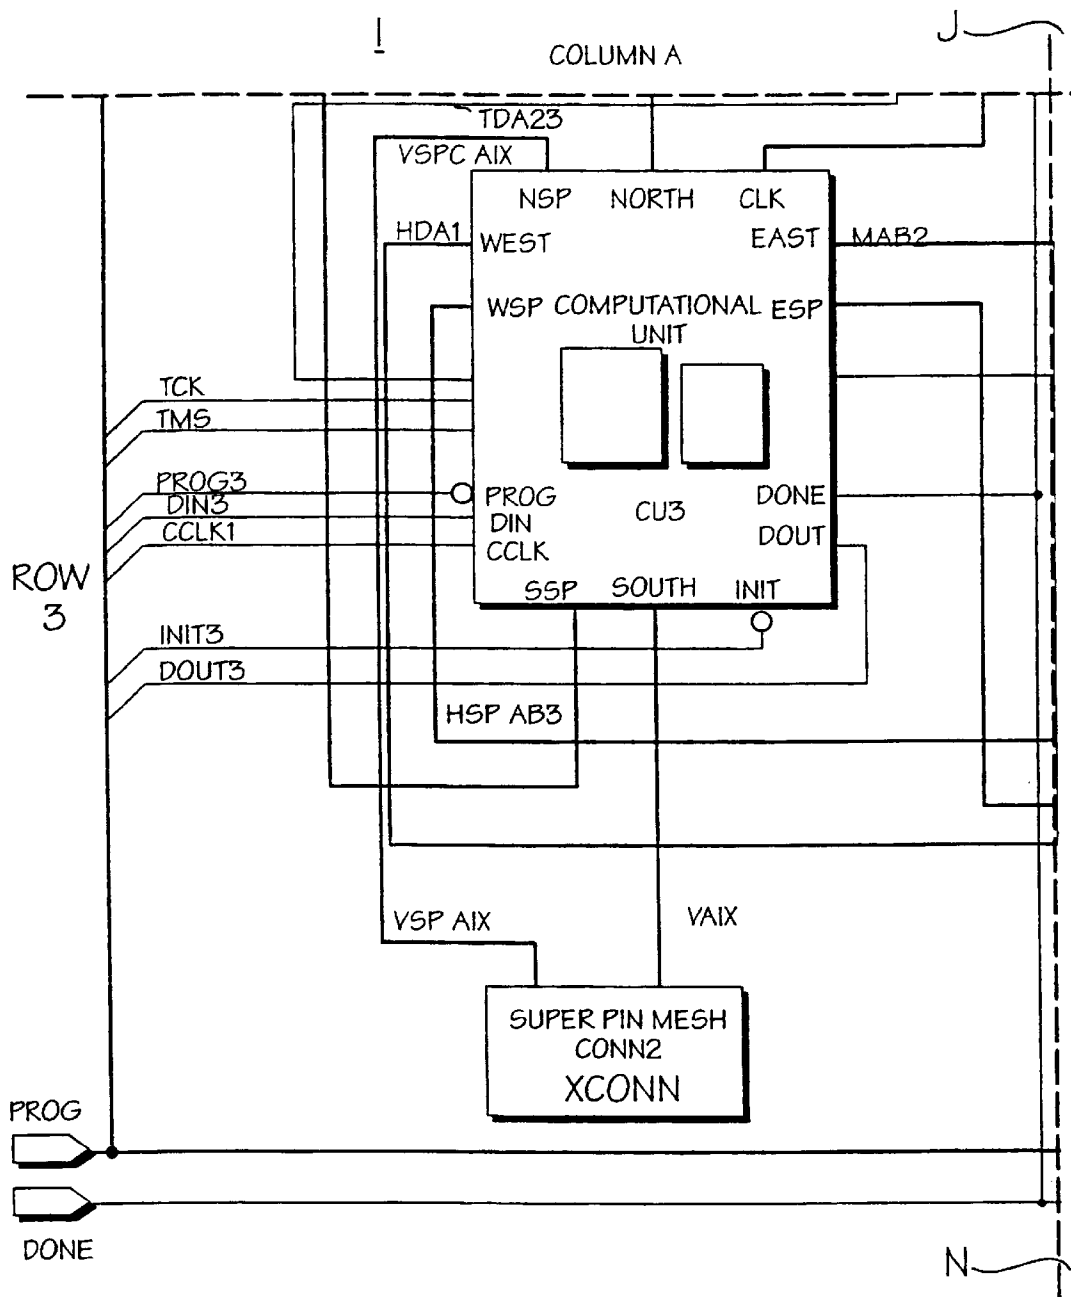 I
J
COLUMN A
TDA23
VSPC AIX
NSP NORTH CLK
HDA1
WEST
EAST
MAB2
WSP
COMPUTATIONAL
UNIT
ESP
TCK
TMS
PROG3
DIN3
CCLK1
PROG
DIN
CCLK
CU3
DONE
DOUT
ROW
3
SSP SOUTH INIT
INIT3
DOUT3
HSP AB3
VSP AIX
VAIX
SUPER PIN MESH
CONN2
XCONN
PROG
DONE
N